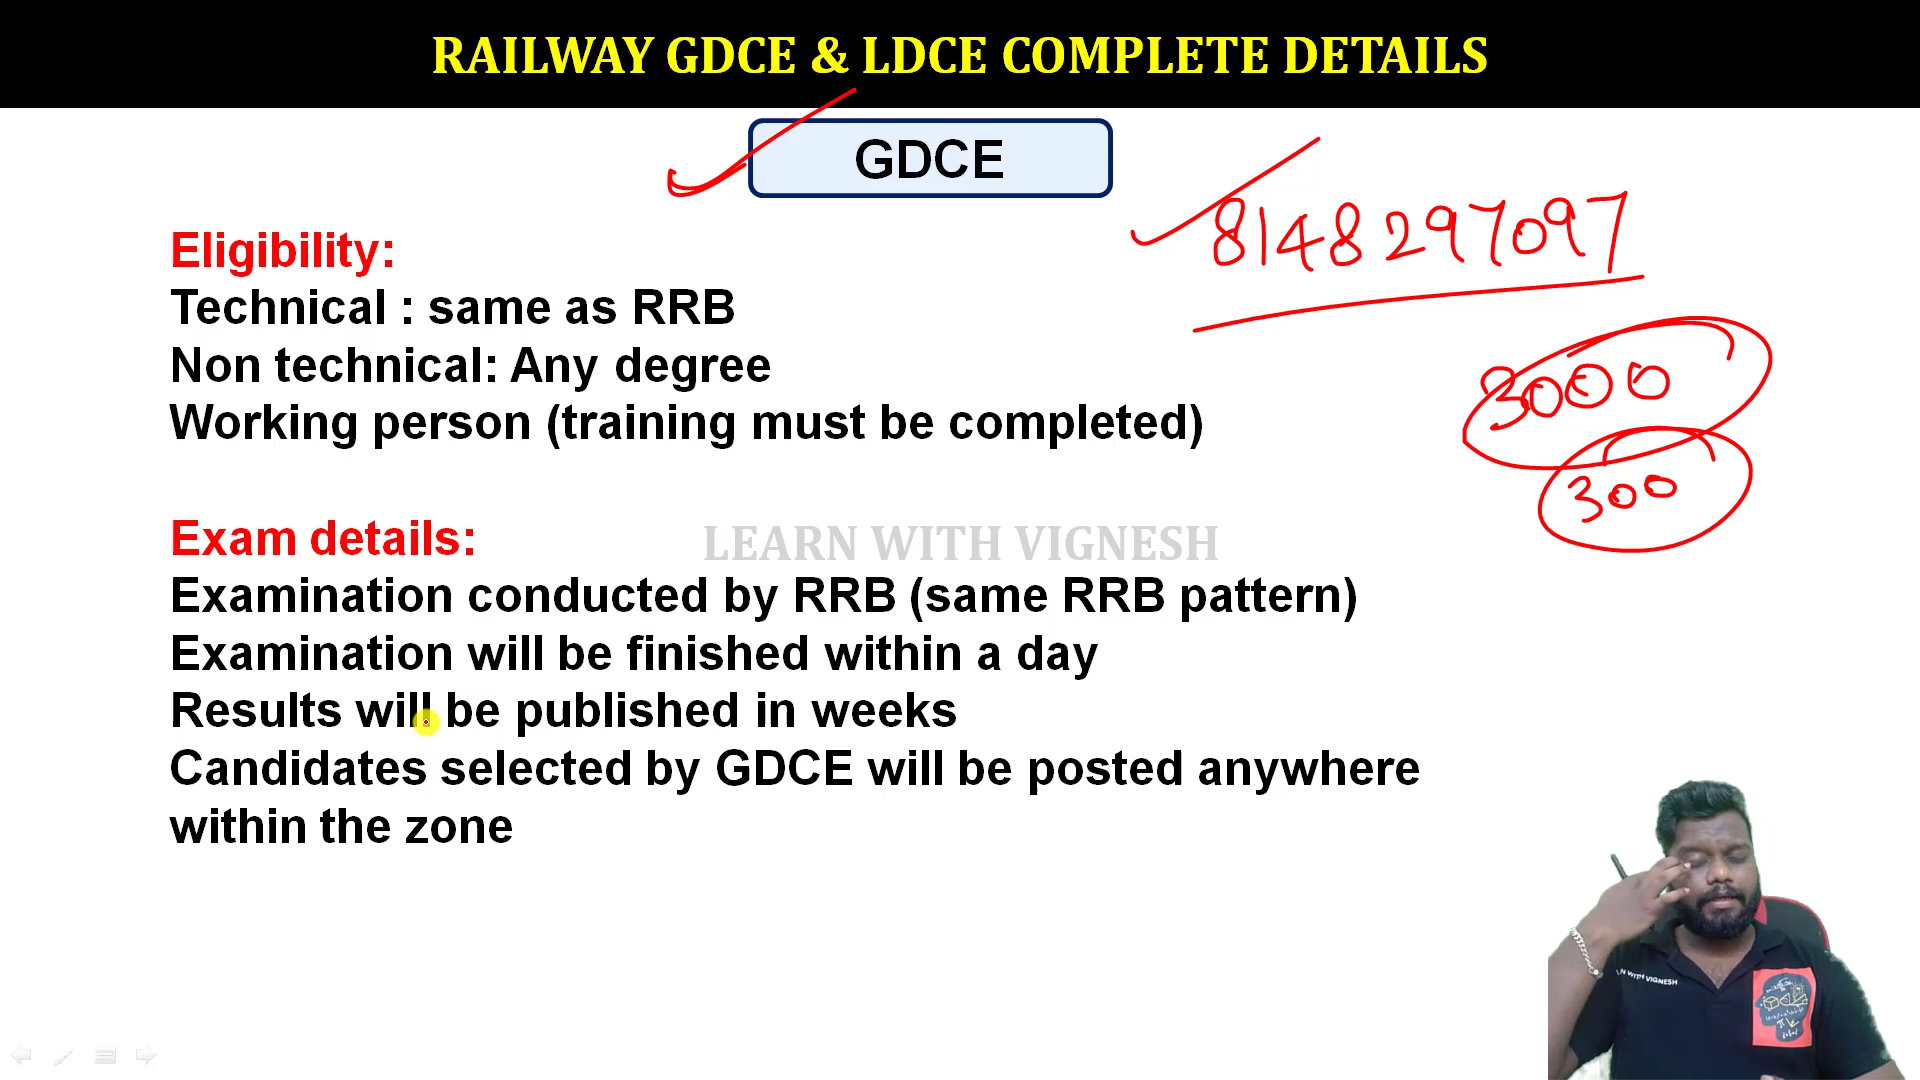 RAILWAY GDCE & LDCE COMPLETE DETAILS
GDCE
8148297097
Eligibility:
Technical : same as RRB
3000
Non technical: Any degree
Working person (training must be completed)
300
Exam details:
LEARN WITH VIGNESH
Examination conducted by RRB (same RRB pattern)
Examination will be finished within a day
Results will be published in weeks
Candidates selected by GDCE will be posted anywhere
within the zone
N WITH VIGNESH